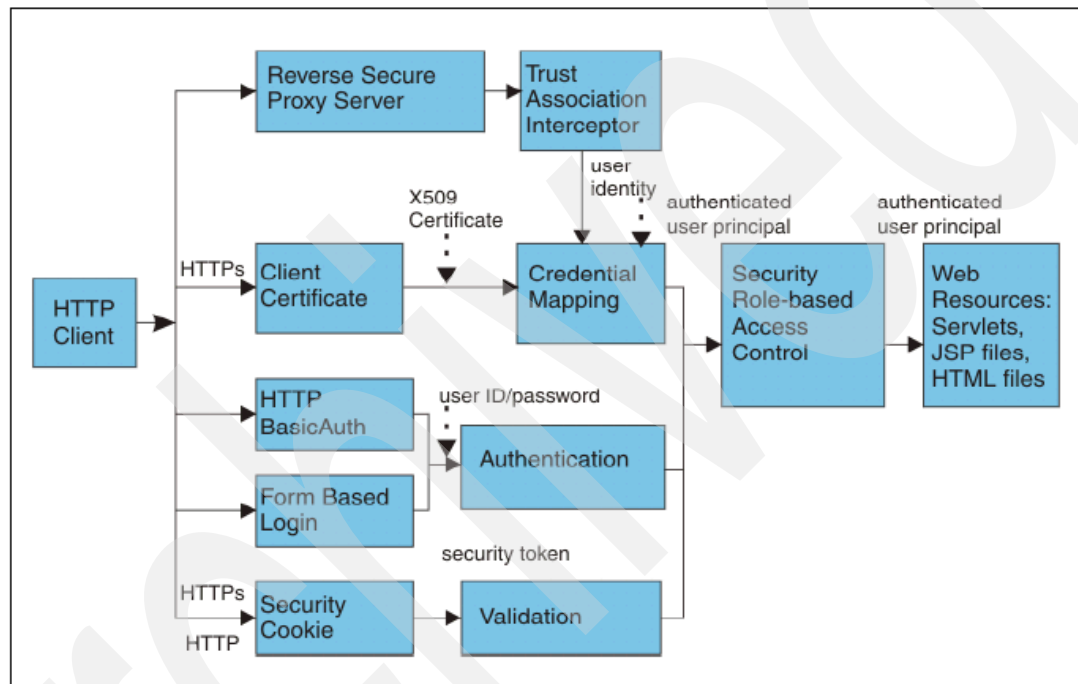 Reverse Secure
Proxy Server
Trust
Association
Interceptor
user
identity
X509
Certificate
authenticated
user principal
authenticated
user principal
HTTPs
Client
Certificate
Credential
Mapping
Security
Role-based
Access
Control
Web
Resources:
Servlets,
JSP files,
HTML files
HTTP
Client
HTTP
BasicAuth
user ID/password
Authentication
Form Based
Login
security token
HTTPs
HTTP
Security
Cookie
Validation